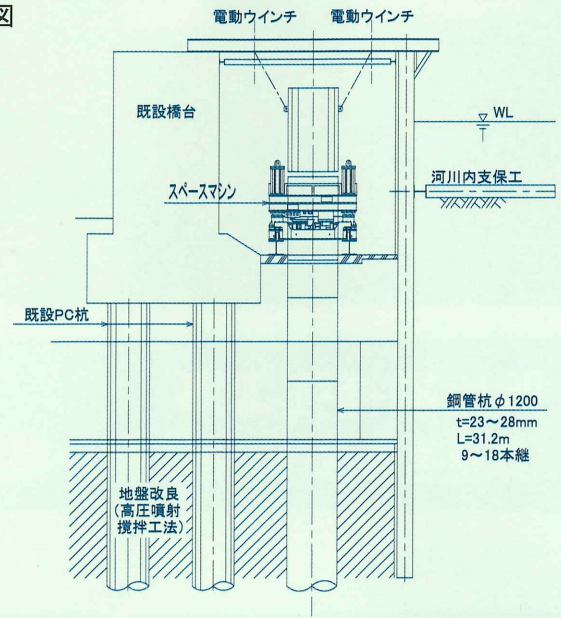 図
電動ウインチ 電動ウインチ
既設橋台
WL
河川内支保工
スペースマシン
既設PC杭
鋼管杭φ1200
t=23～28mm
L=31.2m
9～18本継
地盤改良
(高圧噴射
撹拌工法)